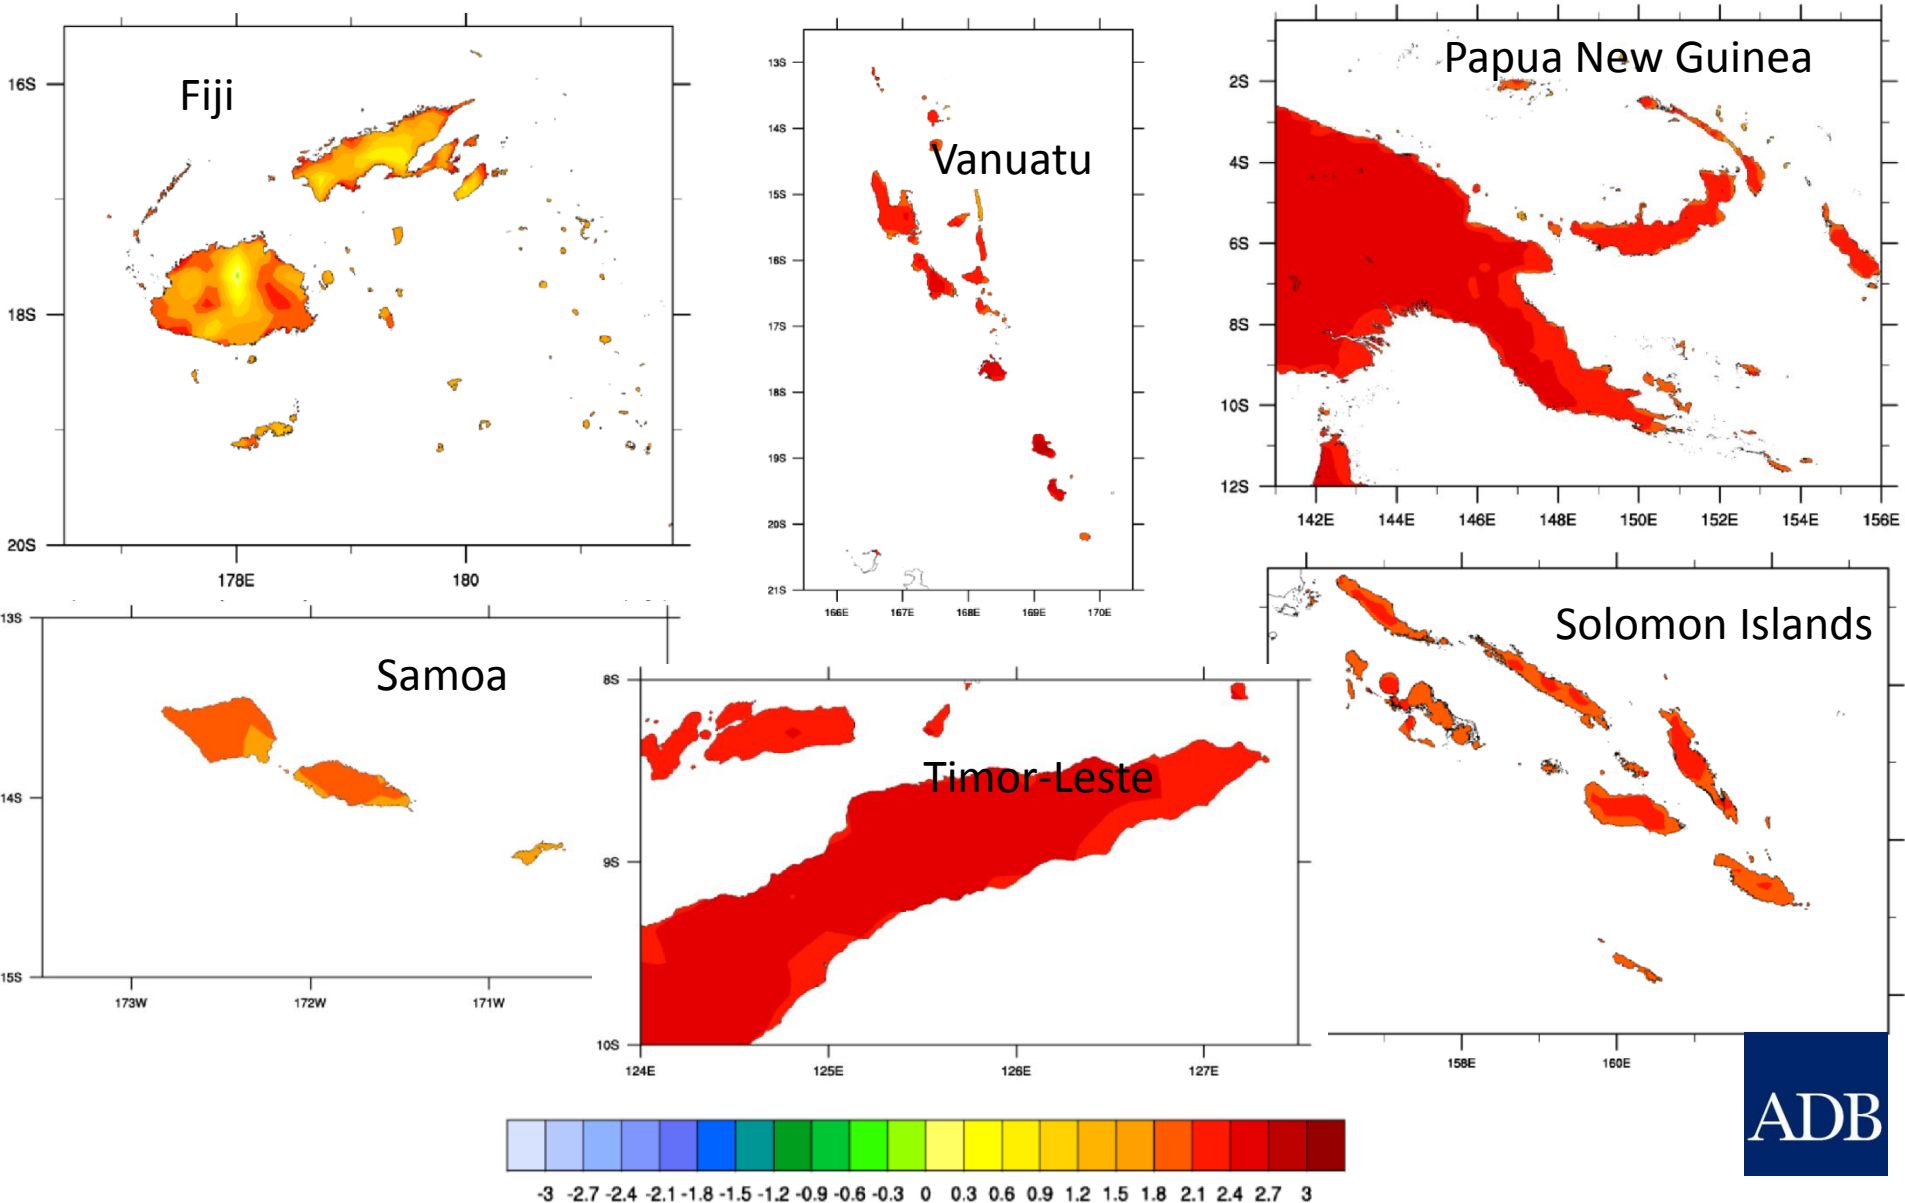 Fiji
16S
18S
20S
178E
180
Vanuatu
13S
14S
15S
16S
17S
18S
19S
20S
21S
166E
167E
168E
169E
170E
Papua New Guinea
2S
4S
6S
8S
10S
12S
142E
144E
146E
148E
150E
152E
154E
156E
Samoa
13S
14S
15S
173W
172W
171W
Timor-Leste
8S
9S
10S
124E
125E
126E
127E
Solomon Islands
158E
160E
ADB
-3 -2.7 -2.4 -2.1 -1.8 -1.5 -1.2 -0.9 -0.6 -0.3 0 0.3 0.6 0.9 1.2 1.5 1.8 2.1 2.4 2.7 3